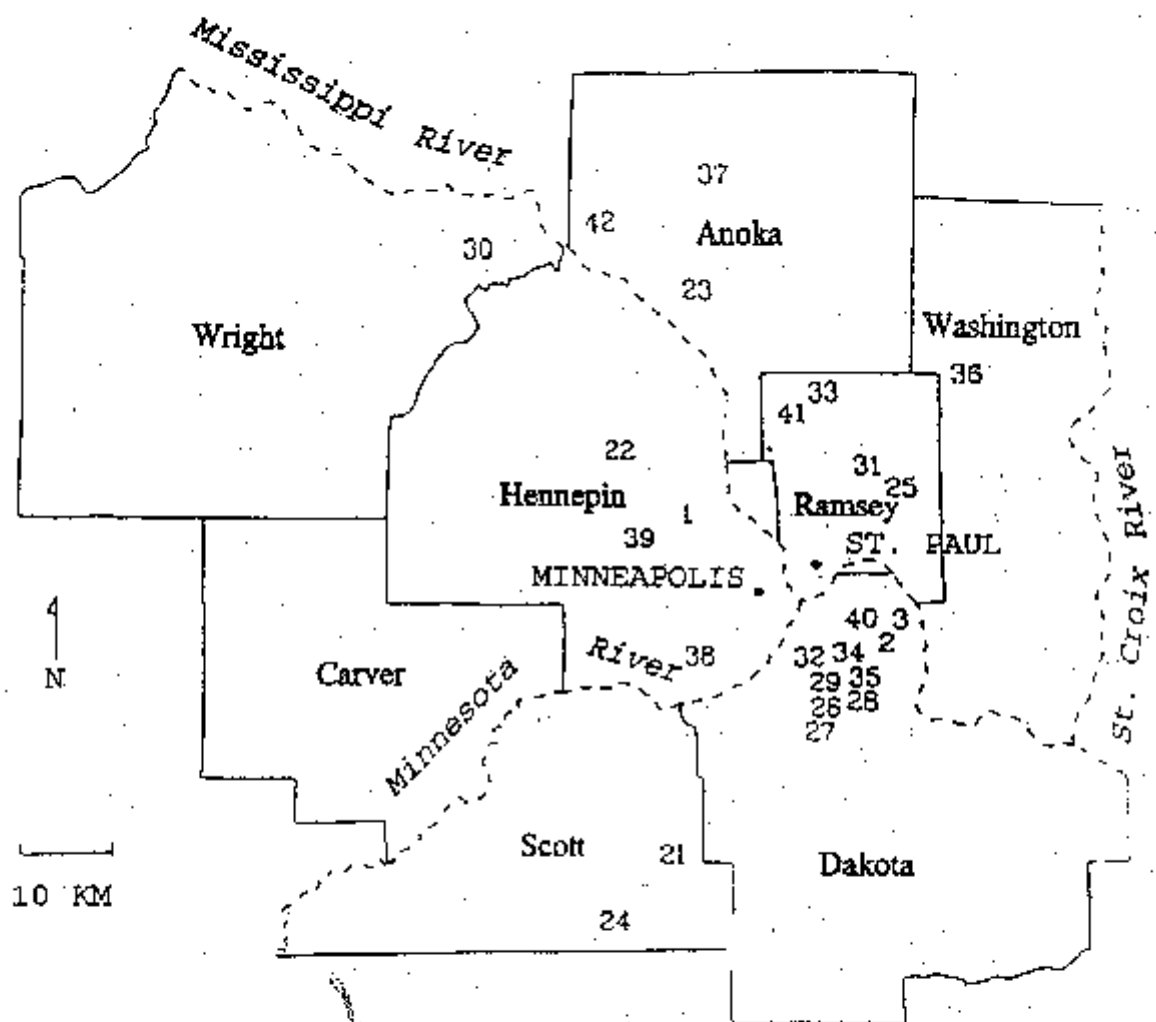 Mississippi River
37
42
Anoka
30
23
Wright
Washington
36
33
41
22
31
25
Hennepin
Ramsey
1
39
ST. PAUL
MINNEAPOLIS
N
40
3
2
River
38
32
34
29
35
26
28
27
Carver
Minnesota
St. Croix River
Scott
21
Dakota
10 KM
24